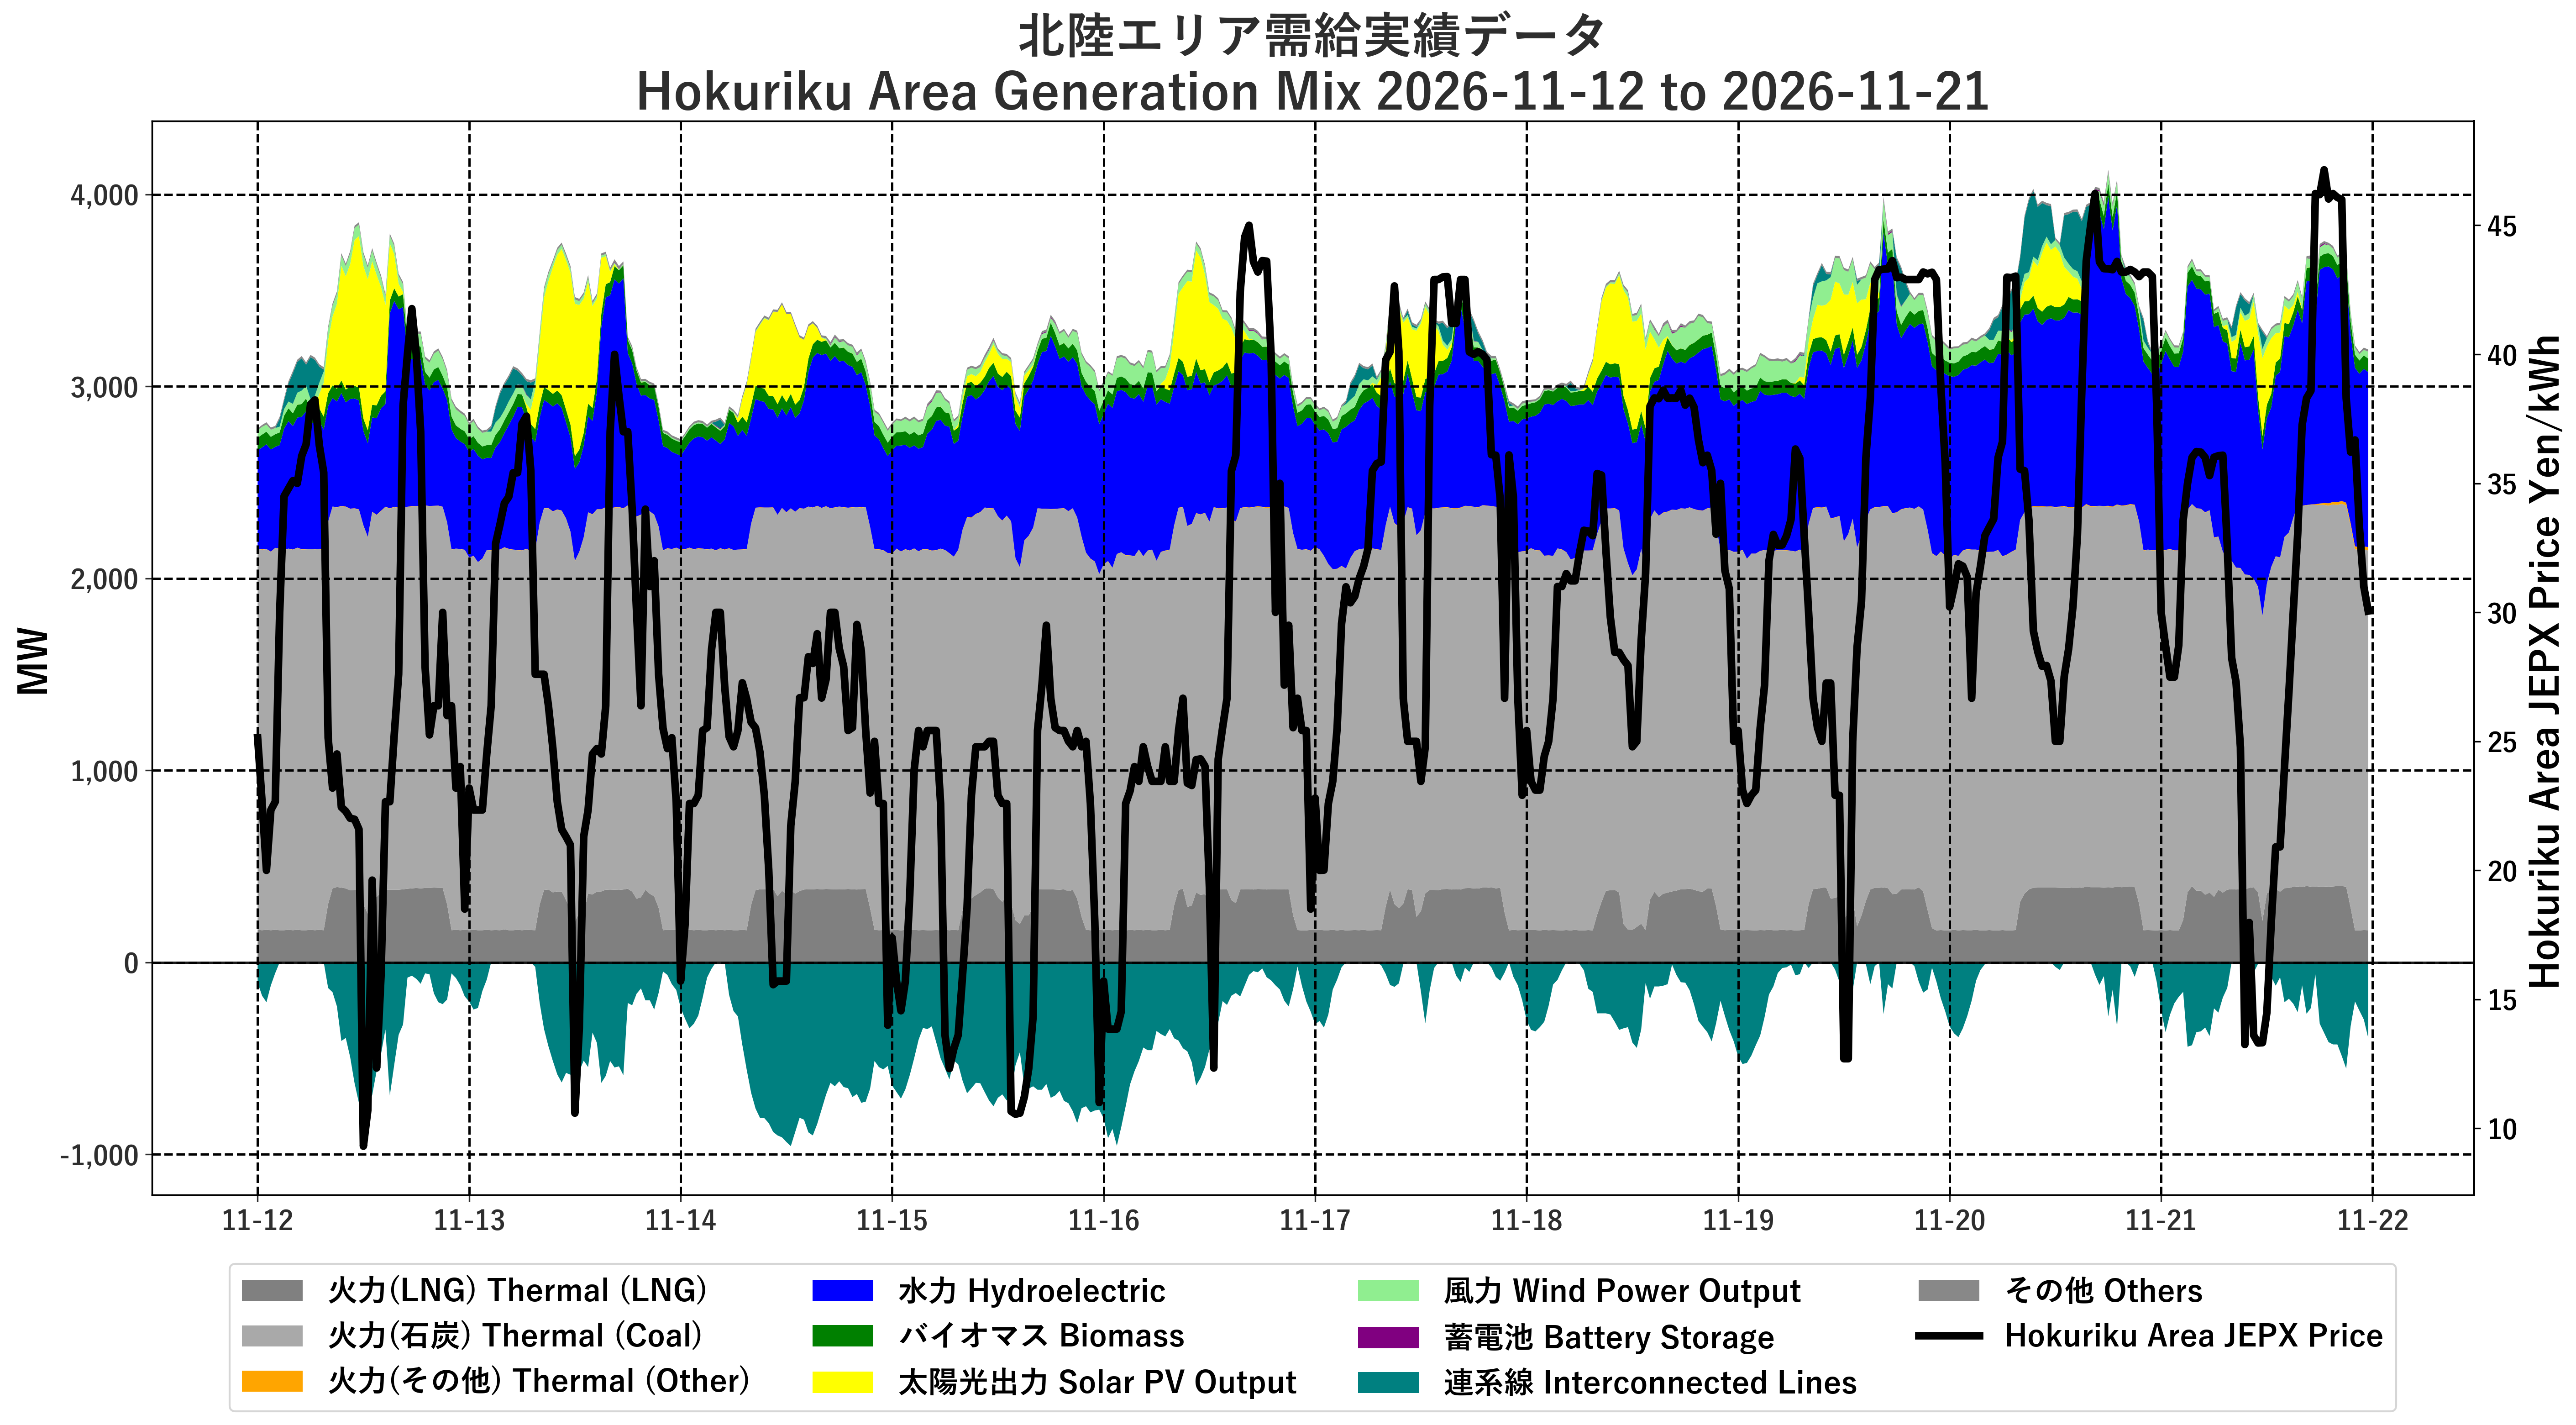 北陸エリア需給実績データ
Hokuriku Area Generation Mix 2026-11-12 to 2026-11-21
MW
4,000
3,000
2,000
1,000
0
-1,000
45
40
35
30
25
20
15
10
Hokuriku Area JEPX Price Yen/kWh
11-12
11-13
11-14
11-15
11-16
11-17
11-18
11-19
11-20
11-21
11-22
火力(LNG) Thermal (LNG)
火力(石炭) Thermal (Coal)
火力(その他) Thermal (Other)
水力 Hydroelectric
バイオマス Biomass
太陽光出力 Solar PV Output
風力 Wind Power Output
蓄電池 Battery Storage
連系線 Interconnected Lines
その他 Others
Hokuriku Area JEPX Price